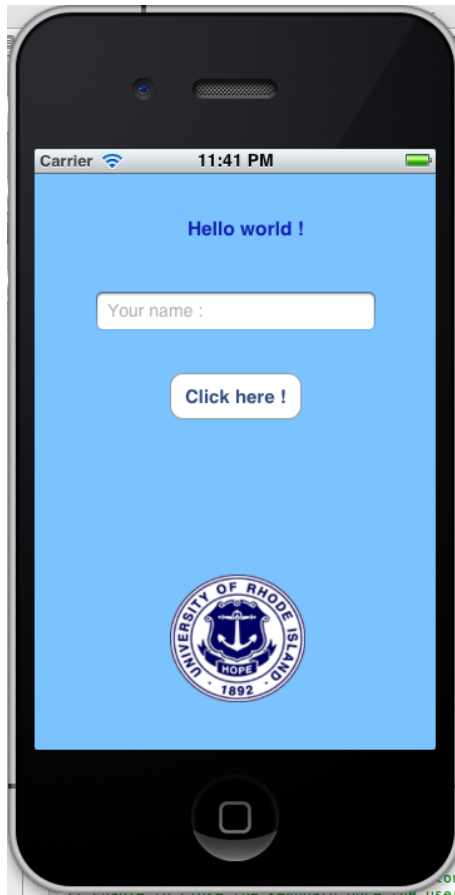 Carrier 11:41 PM
Hello world !
Your name :
Click here !
UNIVERSITY OF RHODE ISLAND
HOPE
· 1892 ·